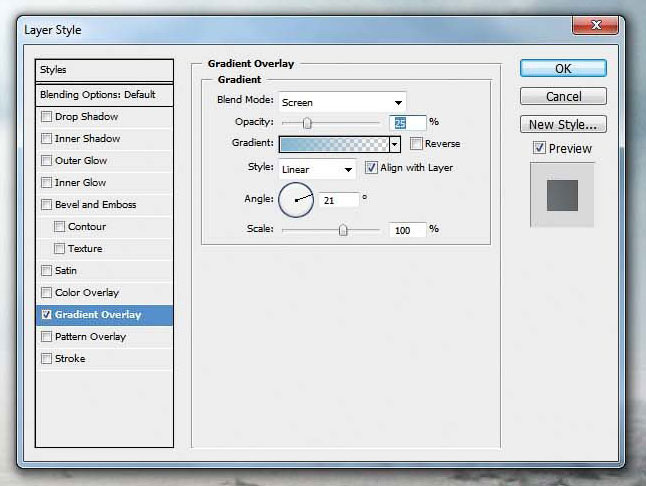 Layer Style
Styles
Blending Options: Default
Drop Shadow
Inner Shadow
Outer Glow
Inner Glow
Bevel and Emboss
Contour
Texture
Satin
Color Overlay
Gradient Overlay
Pattern Overlay
Stroke
Gradient Overlay
Gradient
Blend Mode: Screen
Opacity: 25 %
Gradient: Reverse
Style: Linear Align with Layer
Angle: 21 °
Scale: 100 %
OK
Cancel
New Style...
Preview